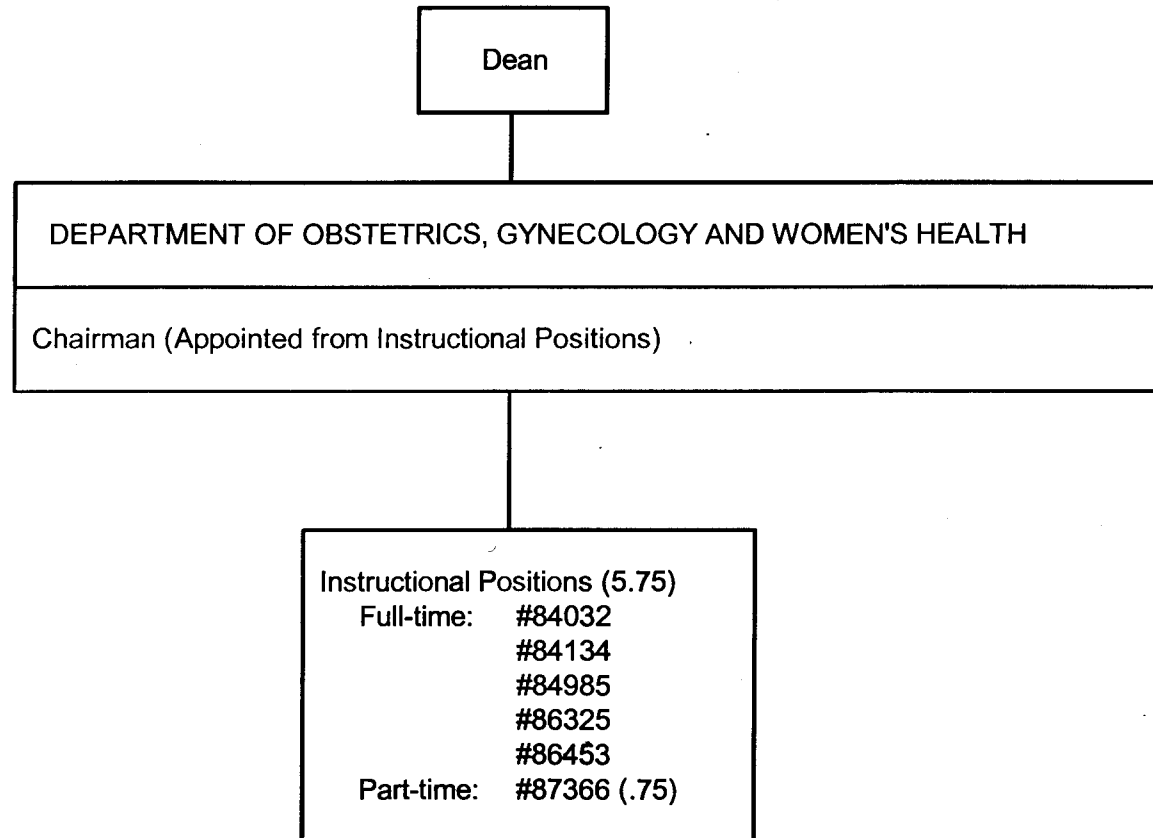 Dean
DEPARTMENT OF OBSTETRICS, GYNECOLOGY AND WOMEN'S HEALTH
Chairman (Appointed from Instructional Positions)
Instructional Positions (5.75)
Full-time: #84032
#84134
#84985
#86325
#86453
Part-time: #87366 (.75)